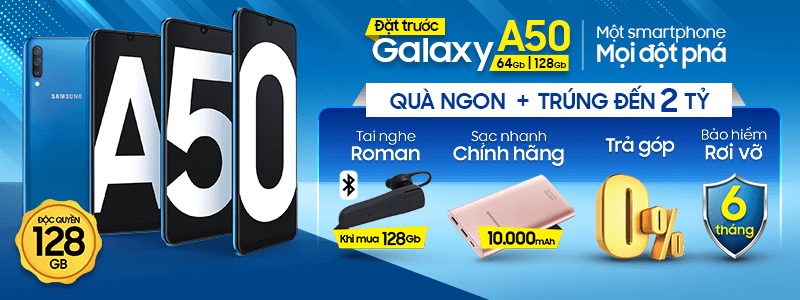 SAMSUNG
A50
ĐỘC QUYỀN
128
GB
Đặt trước
Galaxy A50
64Gb | 128Gb
Một smartphone
Mọi đột phá
QUÀ NGON + TRÚNG ĐẾN 2 TỶ
Tai nghe
Roman
Khi mua 128Gb
Sạc nhanh
Chính hãng
SAMSUNG
10.000mAh
Trả góp
0%
Bảo hiểm
Rơi vỡ
6
tháng